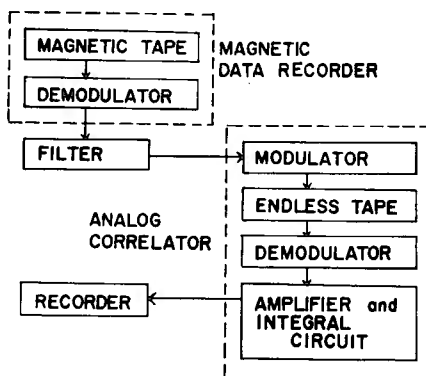 MAGNETIC TAPE
MAGNETIC
DATA RECORDER
DEMODULATOR
FILTER
MODULATOR
ENDLESS TAPE
ANALOG
CORRELATOR
DEMODULATOR
RECORDER
AMPLIFIER and
INTEGRAL
CIRCUIT